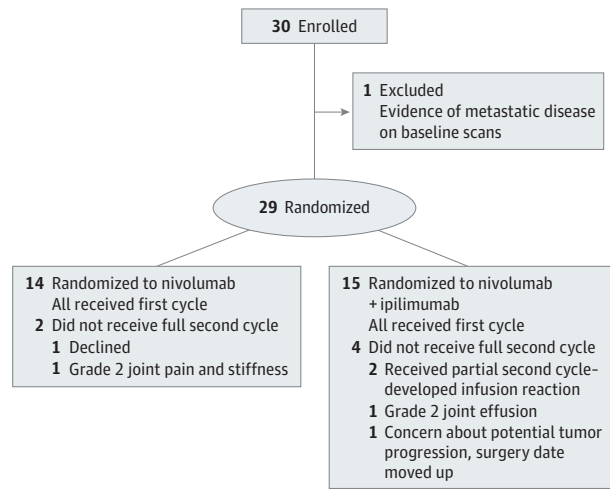 30 Enrolled
1 Excluded
Evidence of metastatic disease
on baseline scans
29 Randomized
14 Randomized to nivolumab
All received first cycle
2 Did not receive full second cycle
1 Declined
1 Grade 2 joint pain and stiffness
15 Randomized to nivolumab
+ ipilimumab
All received first cycle
4 Did not receive full second cycle
2 Received partial second cycle–
developed infusion reaction
1 Grade 2 joint effusion
1 Concern about potential tumor
progression, surgery date
moved up